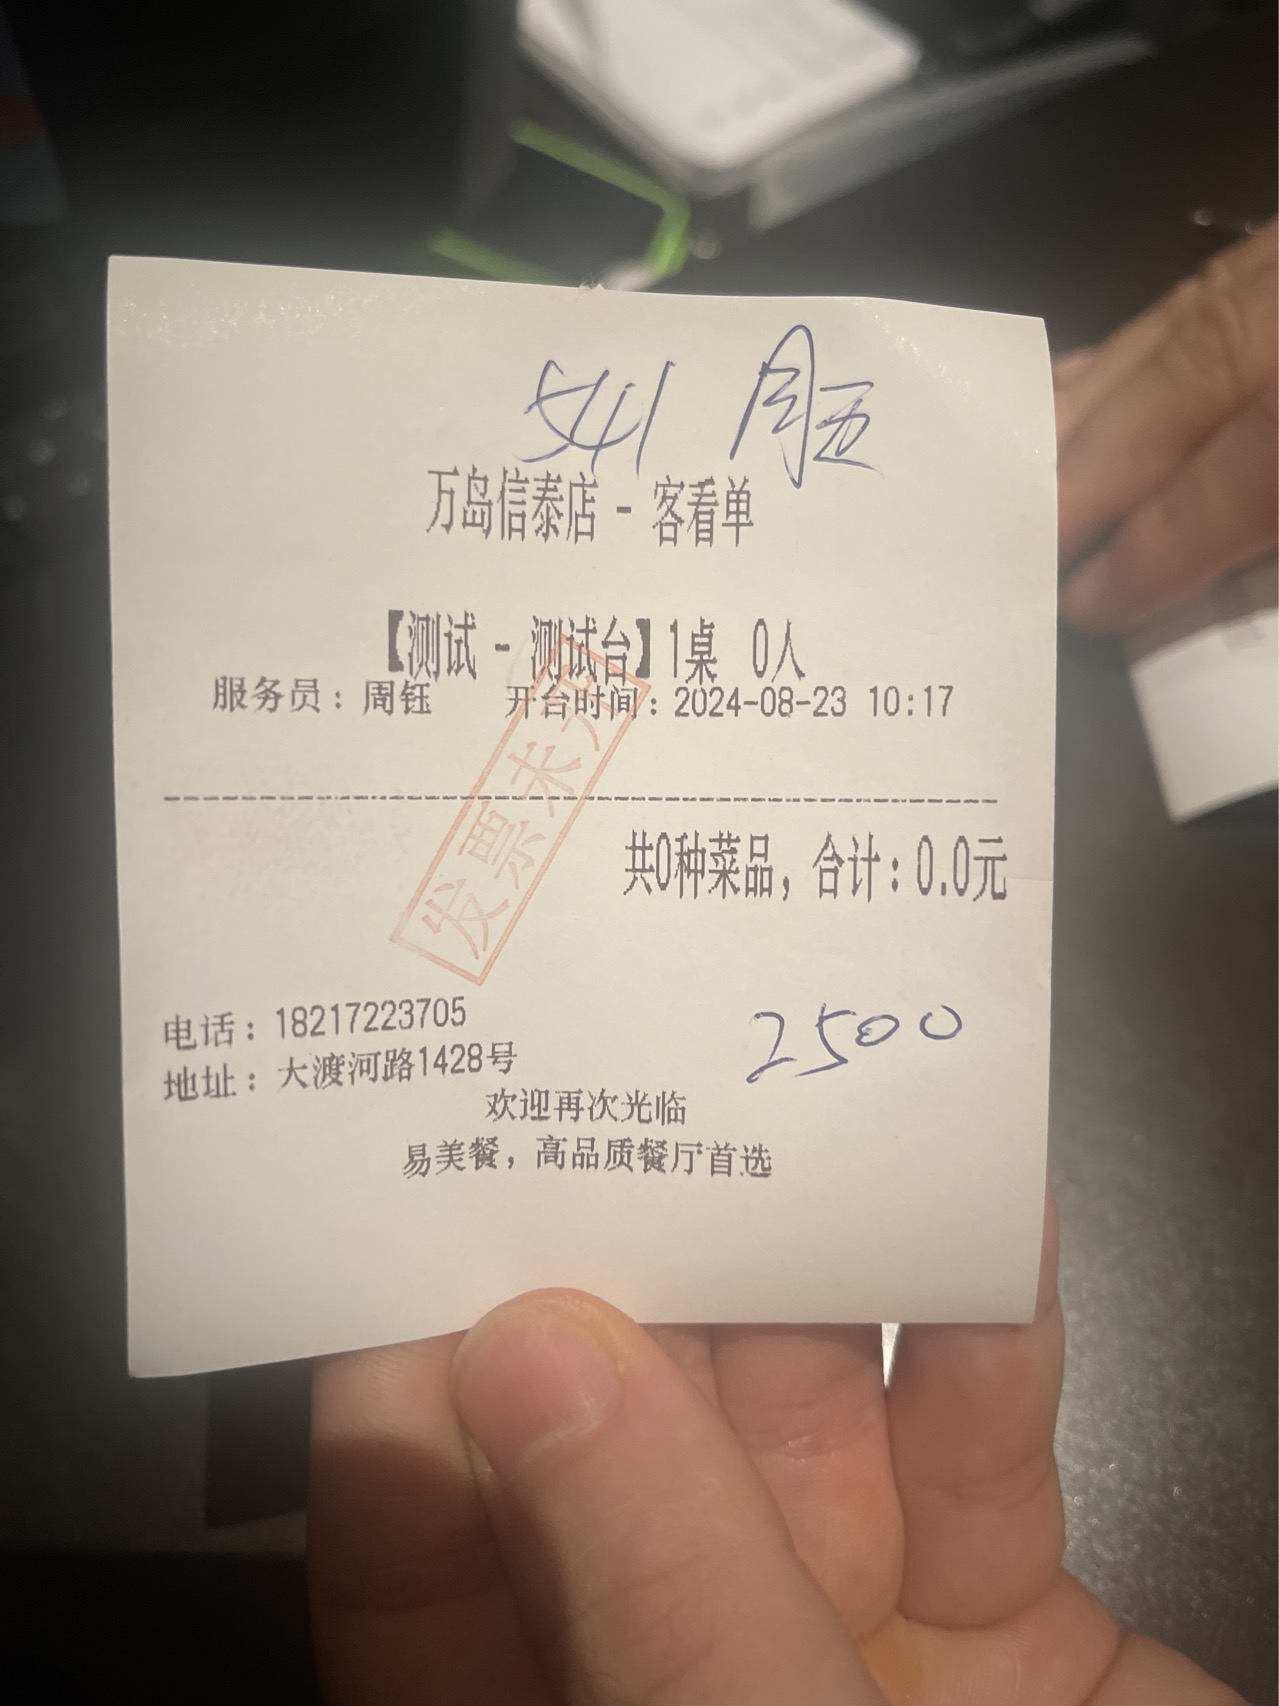 541 周五
万岛信泰店 - 客看单
【测试 - 测试台】1桌 0人
服务员：周钰 开台时间：2024-08-23 10:17
发票未开
共0种菜品，合计：0.0元
电话：18217223705
2500
地址：大渡河路1428号
欢迎再次光临
易美餐，高品质餐厅首选